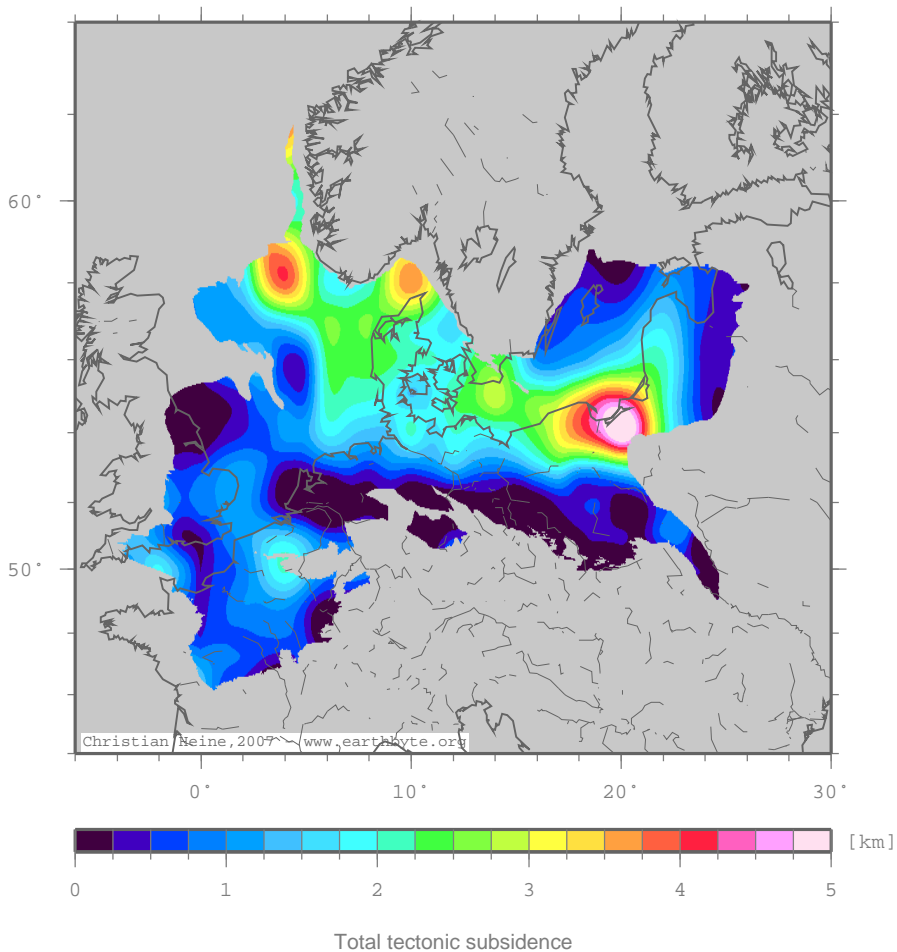 60°
50°
Christian Heine, 2007 www.earthbyte.org
0° 10° 20° 30°
[km]
0 1 2 3 4 5
Total tectonic subsidence